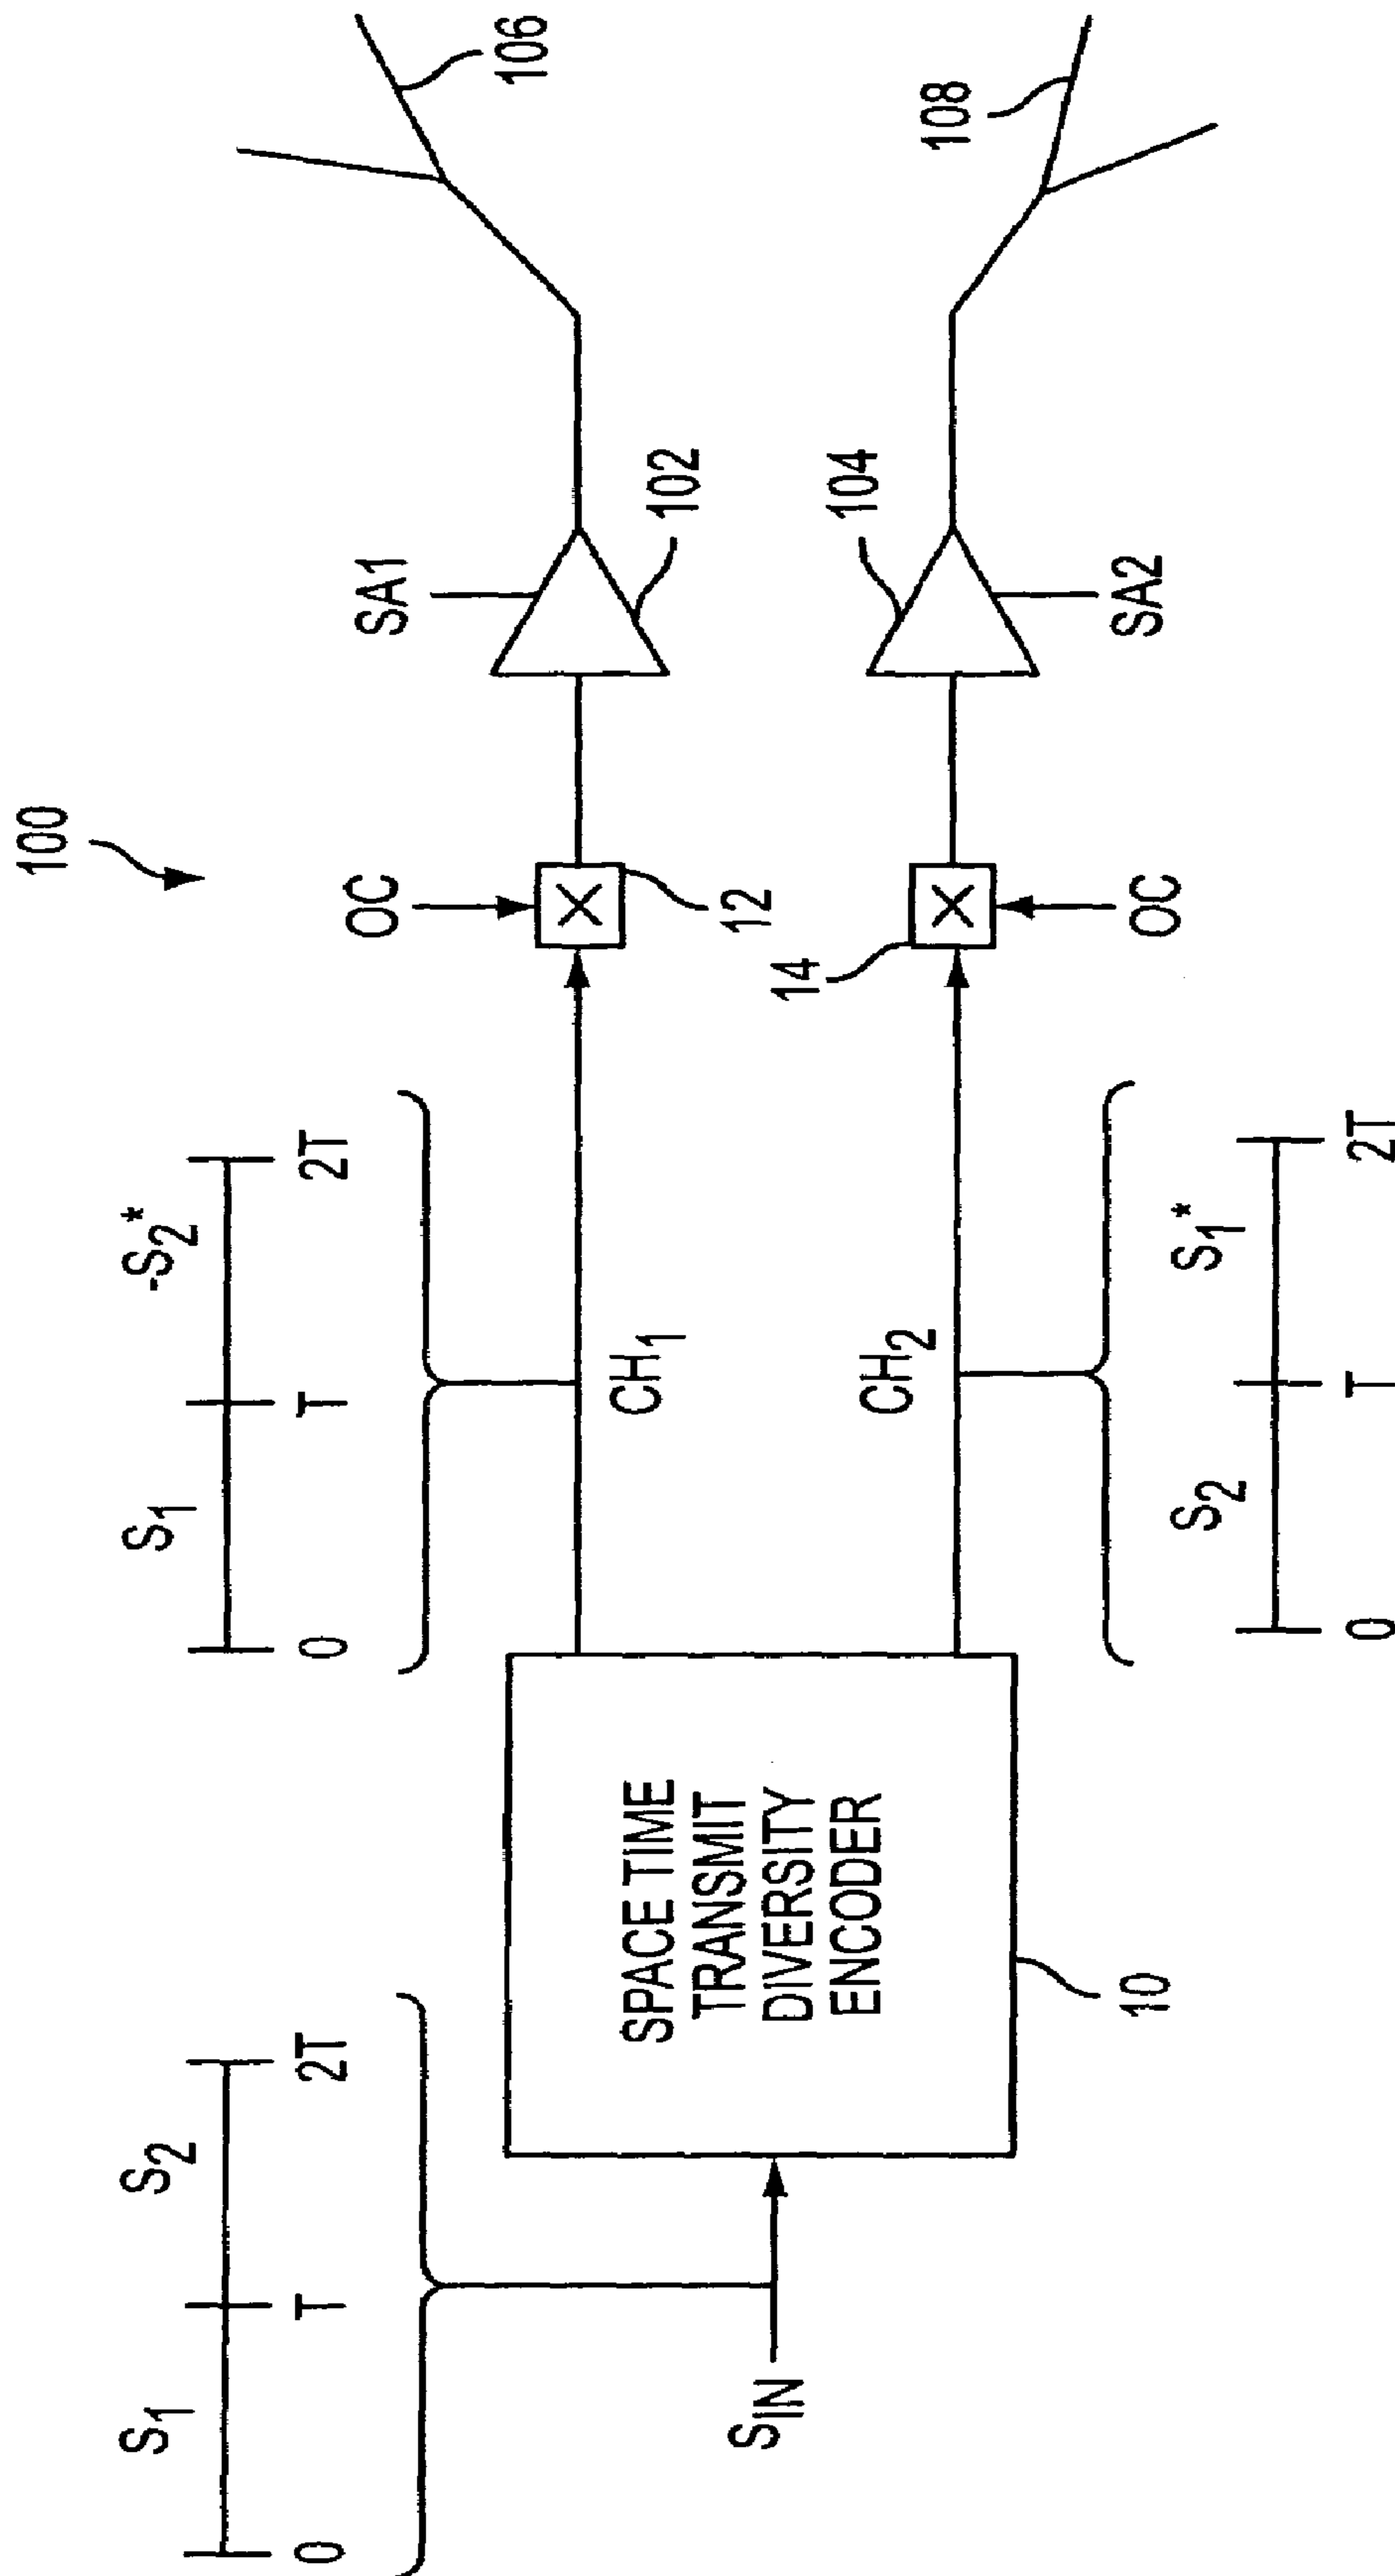 100
S₁ S₂
0 T 2T
S_IN
SPACE TIME
TRANSMIT
DIVERSITY
ENCODER
10
S₁ -S₂*
0 T 2T
CH₁
OC
12
SA1
102
106
CH₂
14
OC
104
SA2
108
S₂ S₁*
0 T 2T